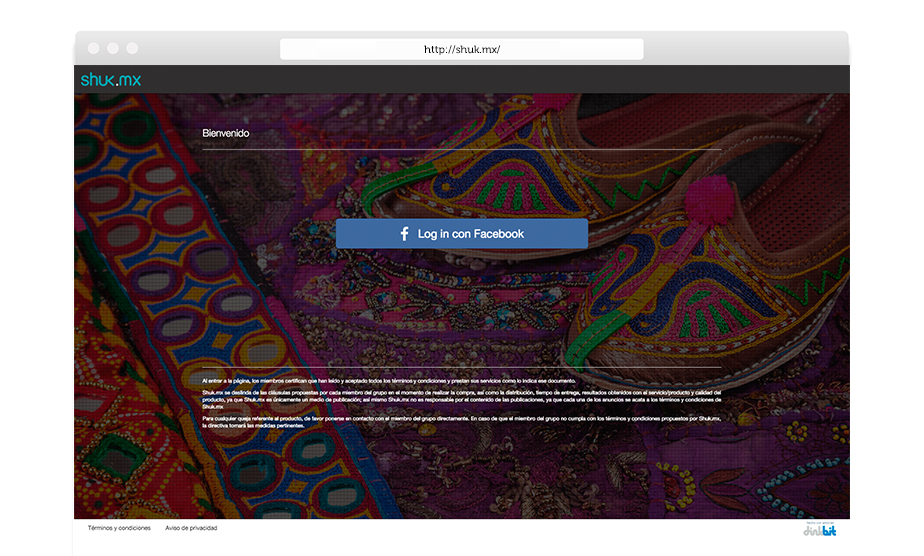 http://shuk.mx/
shuk.mx
Bienvenido
f Log in con Facebook
Al entrar a la página, los miembros certifican que han leído y aceptado todos los términos y condiciones y prestan sus servicios como lo indica ese documento.
Shuk.mx se deslinda de las cláusulas propuestas por cada miembro del grupo en el momento de realizar la compra, así como la distribución, tiempo de entrega, resultados obtenidos con el servicio/producto y calidad del
producto, ya que Shuk.mx es únicamente un medio de publicación; así mismo Shuk.mx no es responsable por el contenido de las publicaciones, ya que cada una de los anuncios se acata a los términos y condiciones de
Shuk.mx
Para cualquier queja referente al producto, de favor ponerse en contacto con el miembro del grupo directamente. En caso de que el miembro del grupo no cumpla con los términos y condiciones propuestos por Shuk.mx,
la directiva tomará las medidas pertinentes.
Términos y condiciones Aviso de privacidad
dinkbit